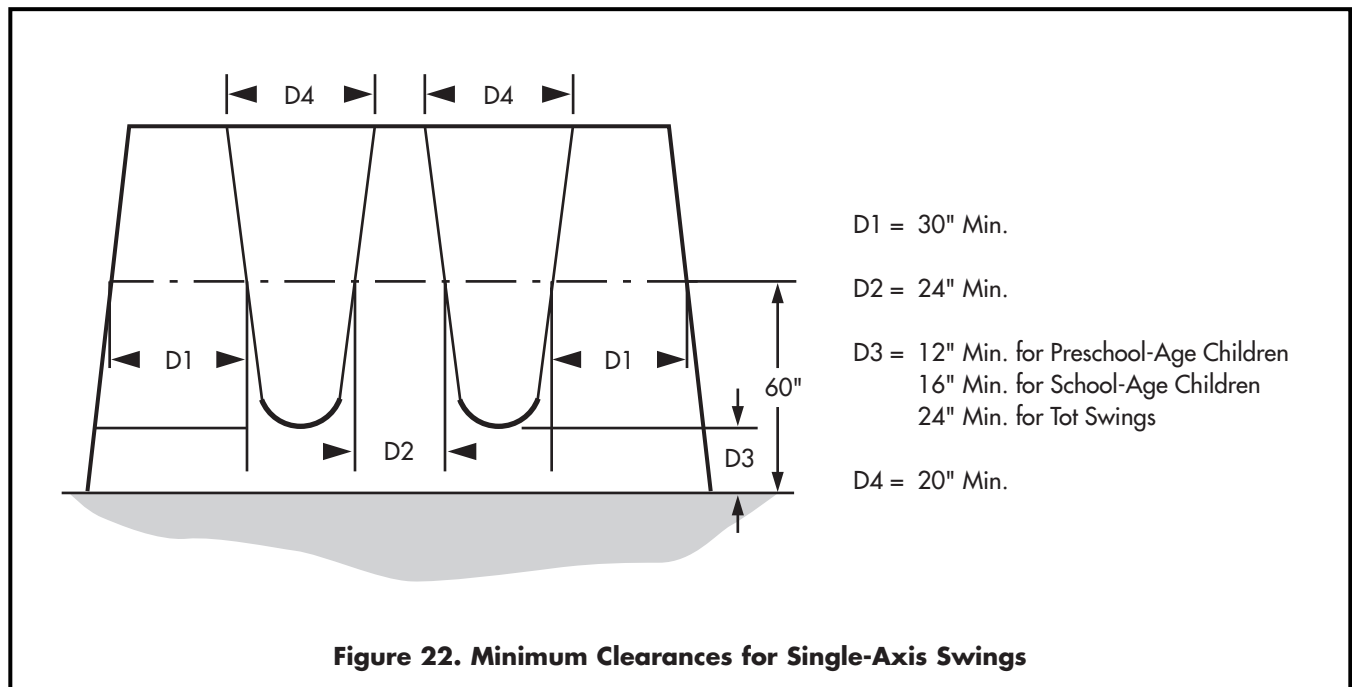 D4 D4
D1 = 30" Min.
D2 = 24" Min.
D1 D1
D3 = 12" Min. for Preschool-Age Children
16" Min. for School-Age Children
24" Min. for Tot Swings
60"
D2
D3
D4 = 20" Min.
Figure 22. Minimum Clearances for Single-Axis Swings